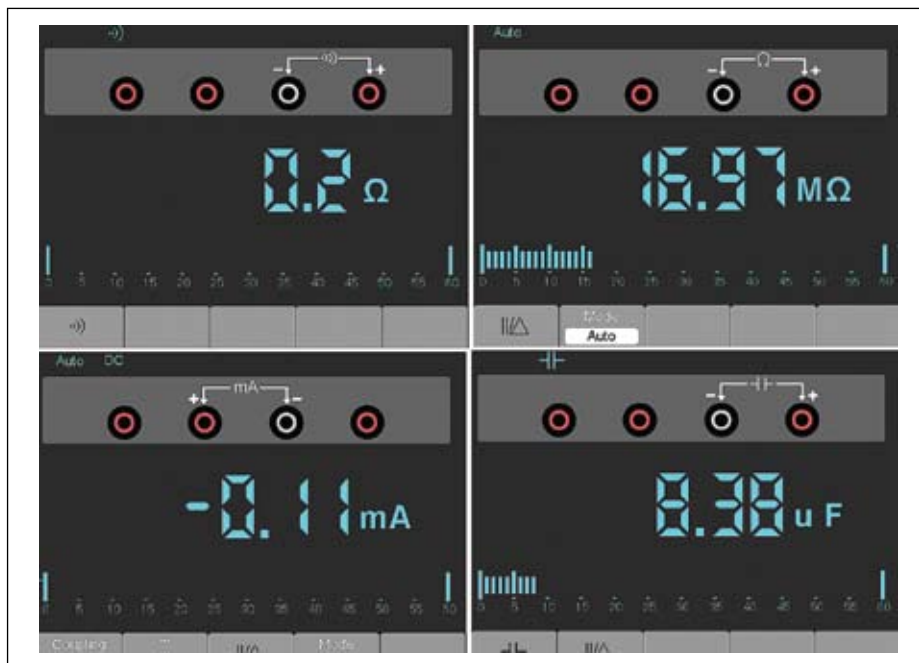 Auto
- +
- Ω +
0.2 Ω
16.97 MΩ
0 5 10 15 20 25 30 35 40 45 50 55 60
0 5 10 15 20 25 30 35 40 45 50 55 60
Mode
Auto
Auto DC
+ mA -
- +
-0.11 mA
8.38 u F
0 5 10 15 20 25 30 35 40 45 50 55 60
0 5 10 15 20 25 30 35 40 45 50 55 60
Coupling Mode